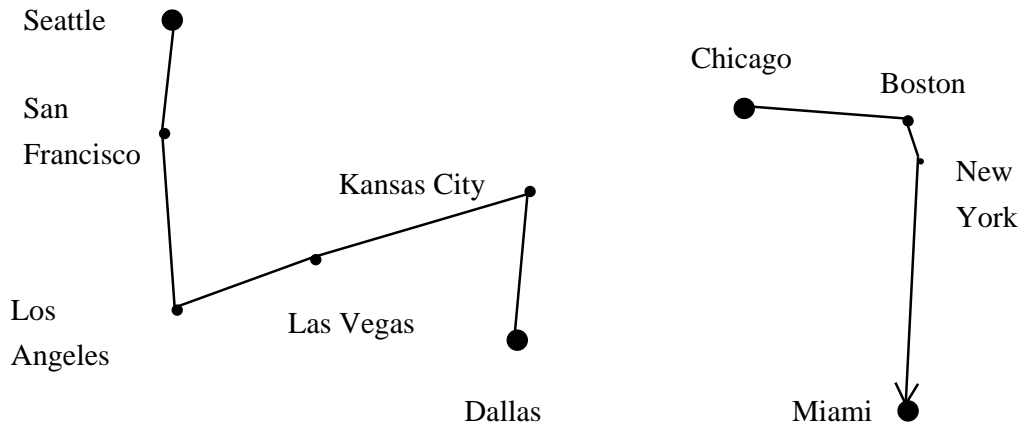 Seattle
San
Francisco
Los
Angeles
Kansas City
Las Vegas
Dallas
Chicago
Boston
New
York
Miami